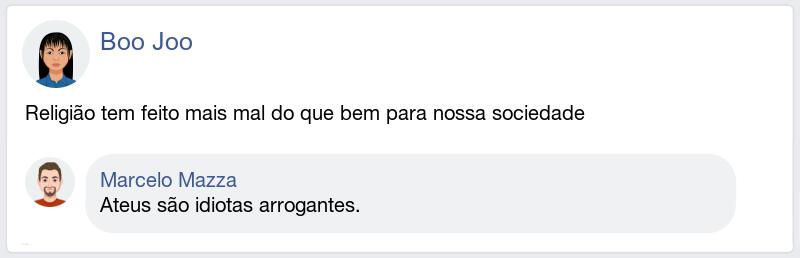 Boo Joo
Religião tem feito mais mal do que bem para nossa sociedade
Marcelo Mazza
Ateus são idiotas arrogantes.